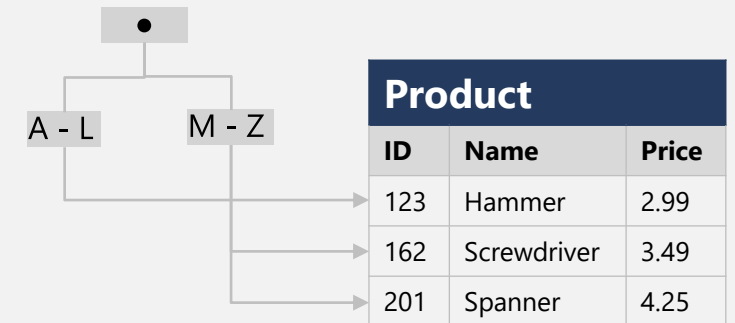 A - L
M - Z
Product
ID Name Price
123 Hammer 2.99
162 Screwdriver 3.49
201 Spanner 4.25